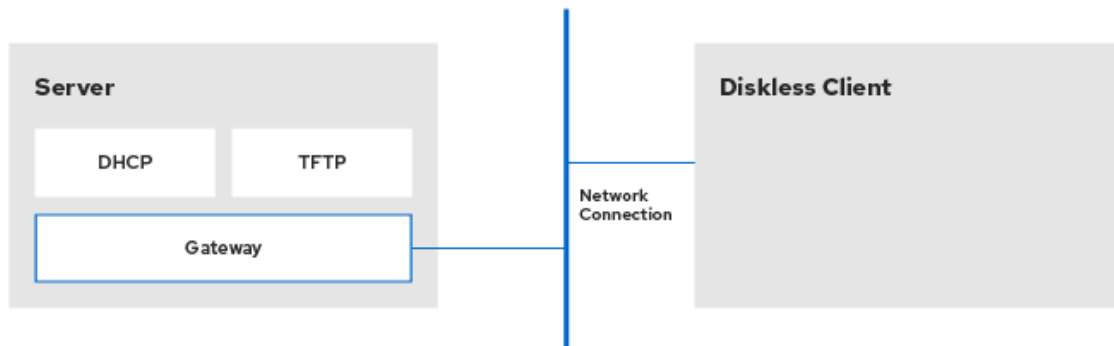 Server
Diskless Client
DHCP
TFTP
Network
Connection
Gateway